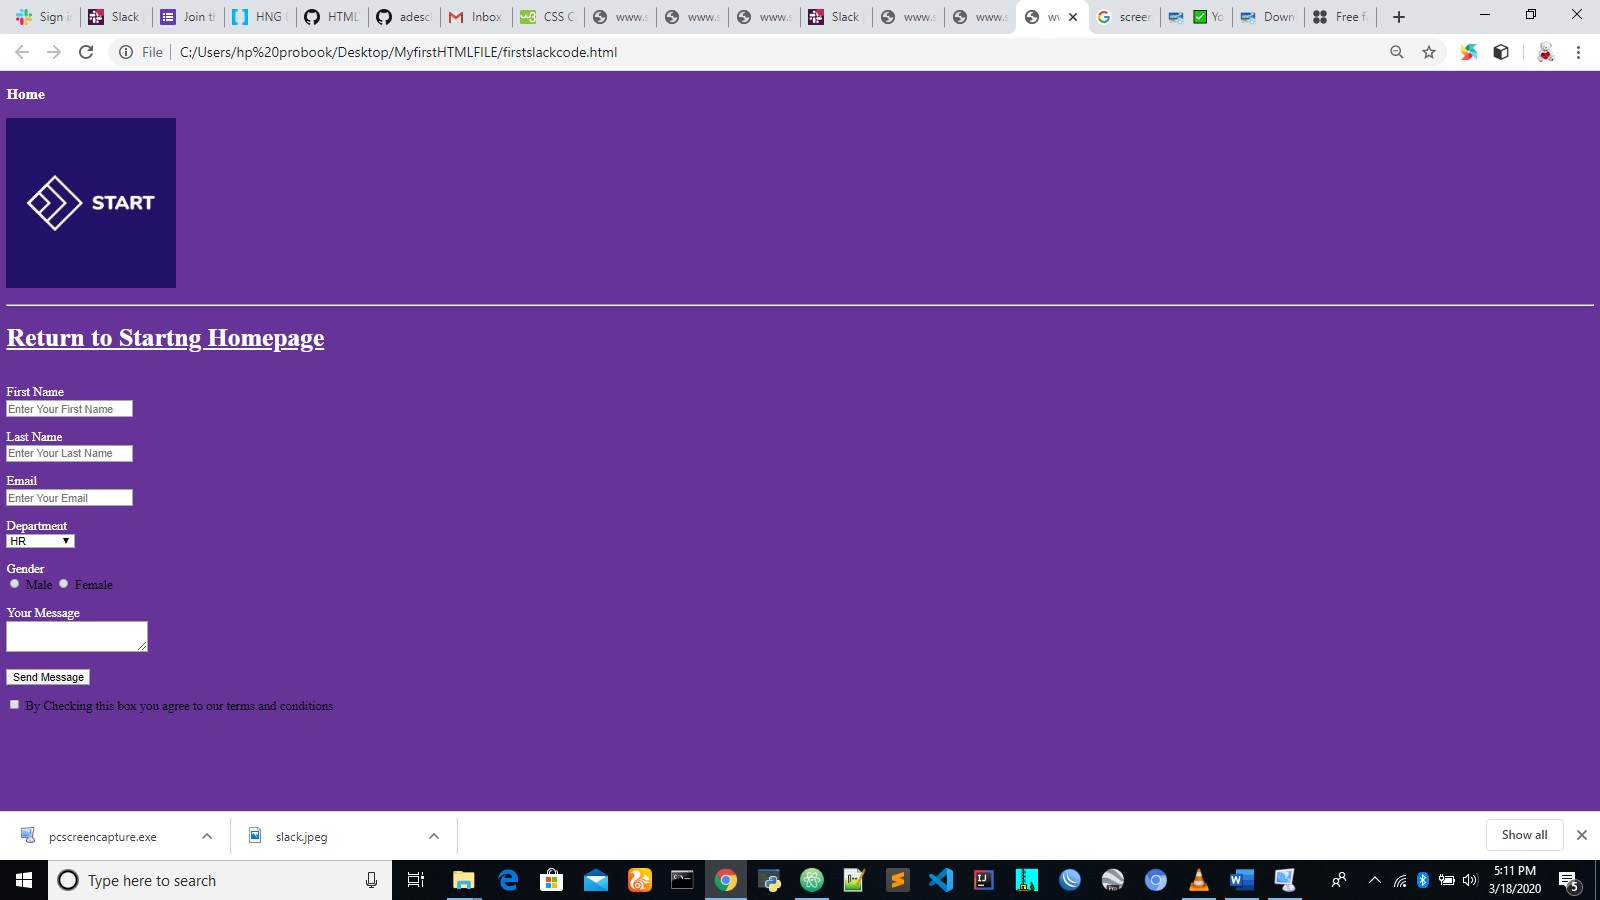 Sign i
Slack
Join tl
HNG I
HTML
adesc
Inbox
CSS C
www.s
www.s
www.s
Slack
www.s
www.s
screer
Yo
Down
Free f
File
C:/Users/hp%20probook/Desktop/MyfirstHTMLFILE/firstslackcode.html
Home
START
Return to Startng Homepage
First Name
Enter Your First Name
Last Name
Enter Your Last Name
Email
Enter Your Email
Department
HR
Gender
Male Female
Your Message
Send Message
By Checking this box you agree to our terms and conditions
pcscreencapture.exe
slack.jpeg
Show all
Type here to search
5:11 PM
3/18/2020
5